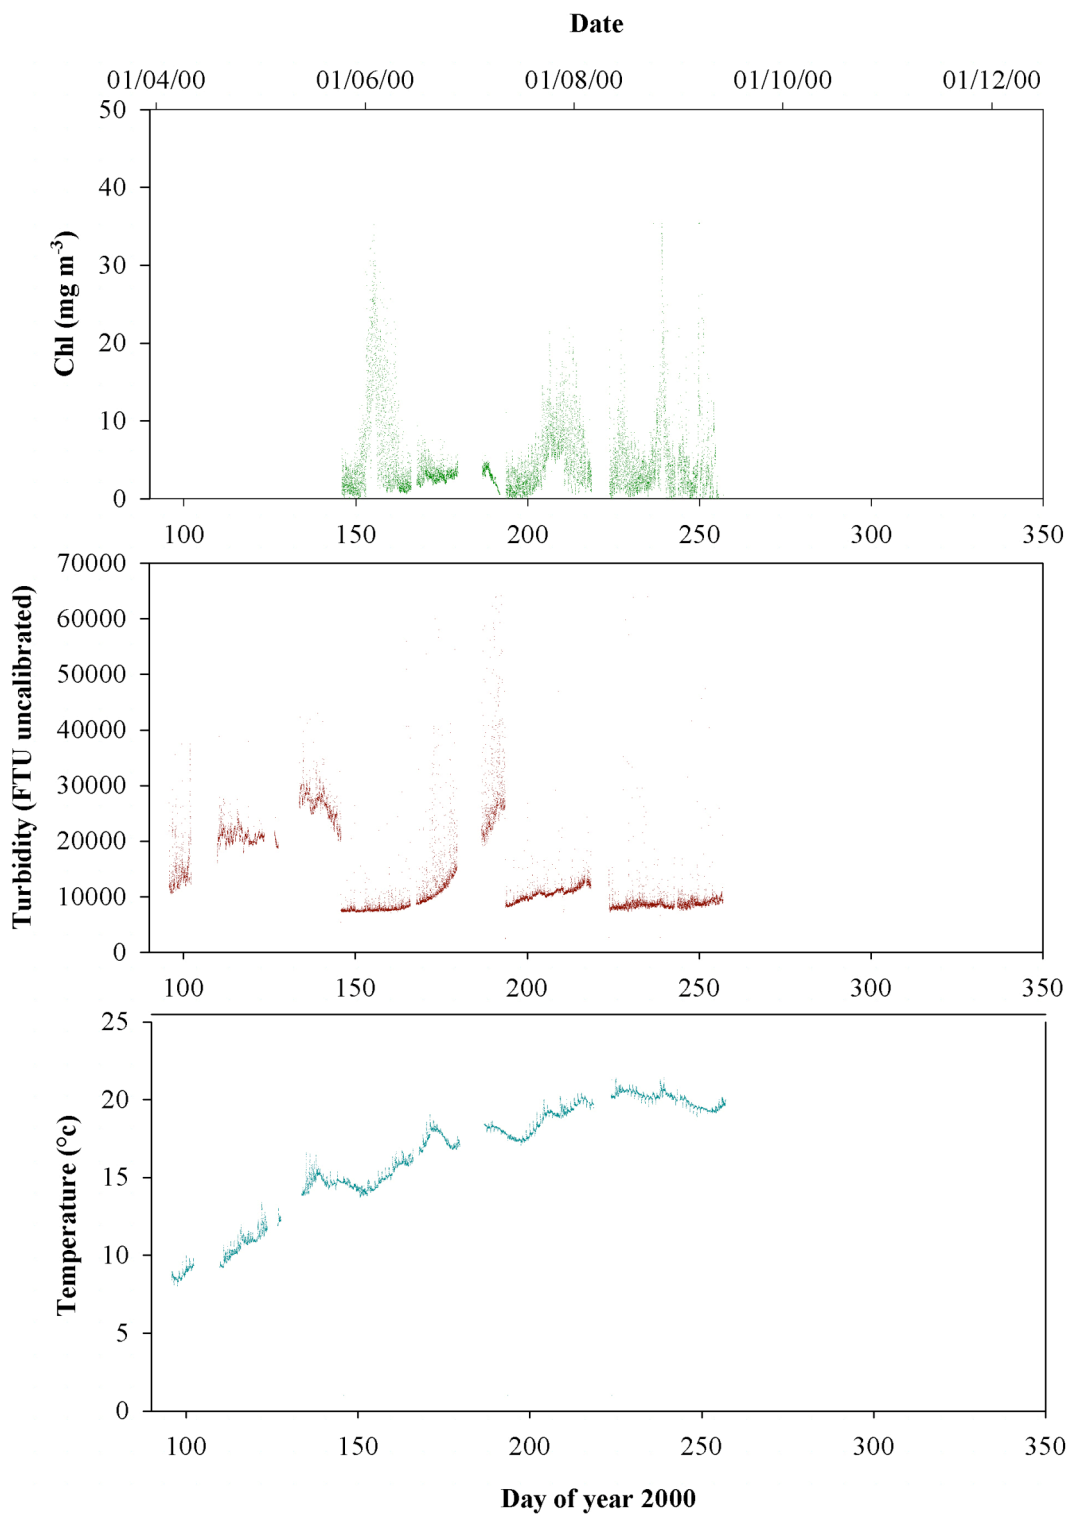 Date
01/04/00 01/06/00 01/08/00 01/10/00 01/12/00
50
40
30
20
10
0
Chl (mg m-3)
100 150 200 250 300 350
70000
60000
50000
40000
30000
20000
10000
0
Turbidity (FTU uncalibrated)
100 150 200 250 300 350
25
20
15
10
5
0
Temperature (°c)
100 150 200 250 300 350
Day of year 2000